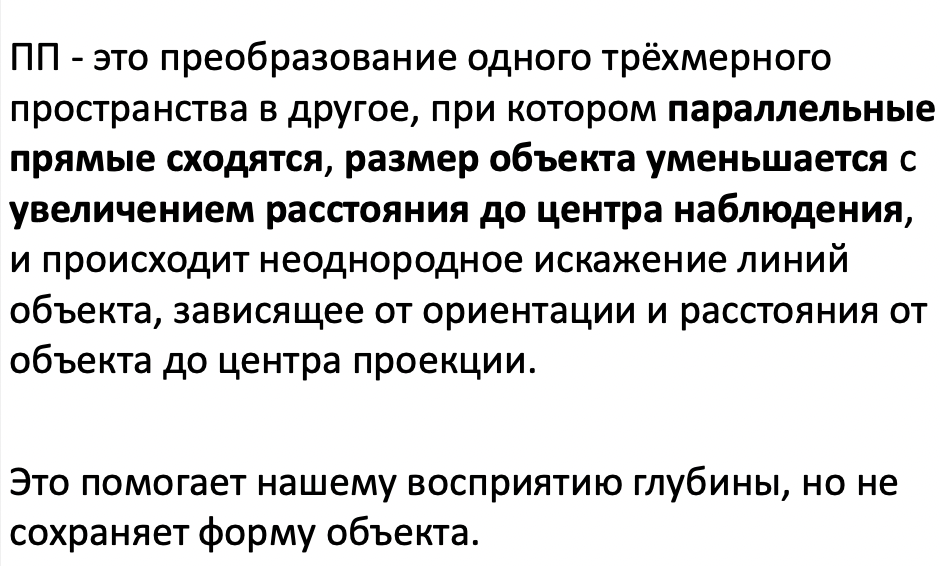 ПП - это преобразование одного трёхмерного
пространства в другое, при котором параллельные
прямые сходятся, размер объекта уменьшается с
увеличением расстояния до центра наблюдения,
и происходит неоднородное искажение линий
объекта, зависящее от ориентации и расстояния от
объекта до центра проекции.
Это помогает нашему восприятию глубины, но не
сохраняет форму объекта.